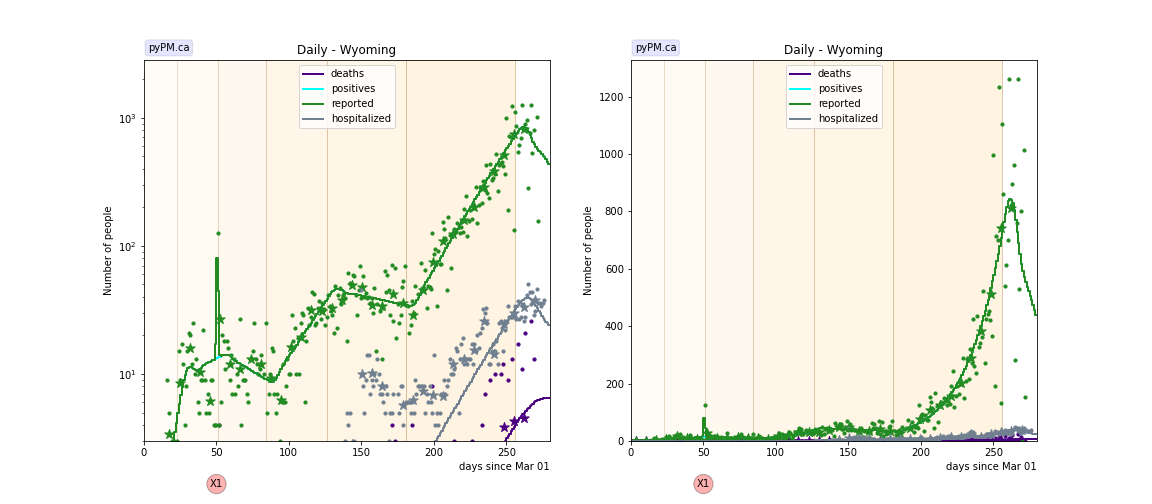 pyPM.ca
Daily - Wyoming
deaths
positives
reported
hospitalized
Number of people
10³
10²
10¹
0 50 100 150 200 250
days since Mar 01
X1
pyPM.ca
Daily - Wyoming
deaths
positives
reported
hospitalized
Number of people
1200
1000
800
600
400
200
0
0 50 100 150 200 250
days since Mar 01
X1